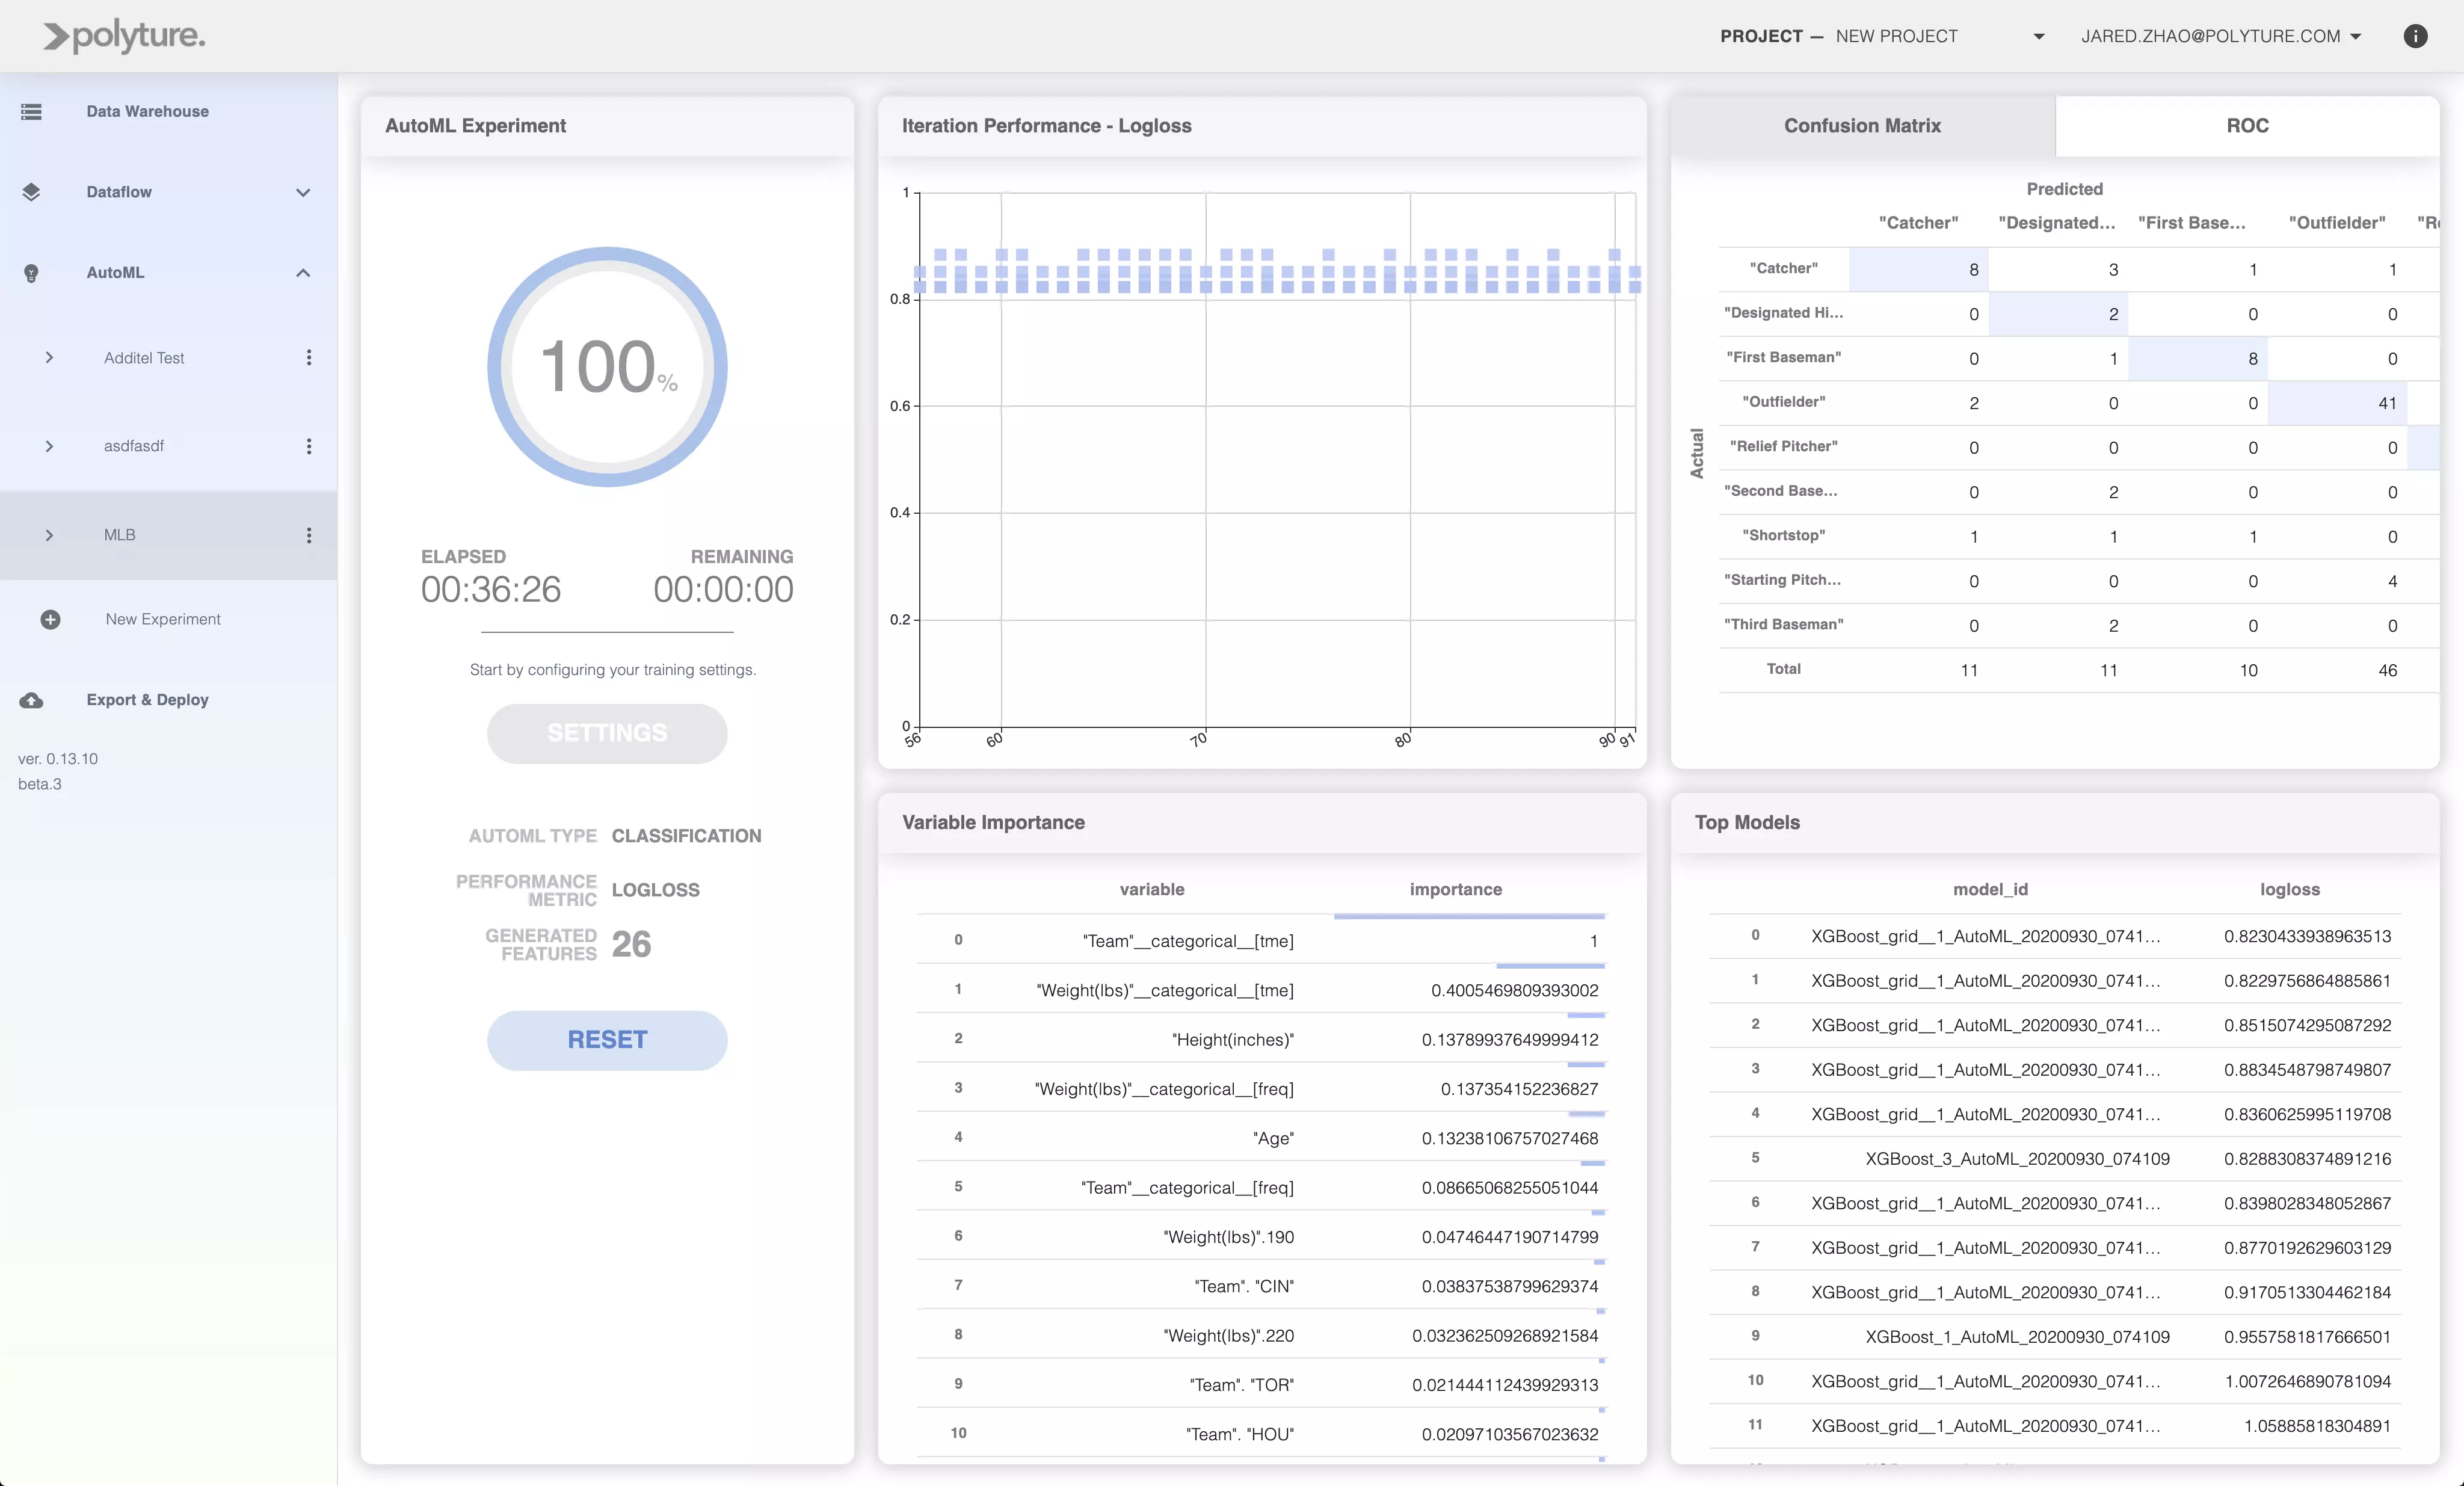 polyture.
PROJECT — NEW PROJECT
JARED.ZHAO@POLYTURE.COM
Data Warehouse
Dataflow
AutoML
Additel Test
asdfasdf
MLB
New Experiment
Export & Deploy
ver. 0.13.10
beta.3
AutoML Experiment
100%
ELAPSED REMAINING
00:36:26 00:00:00
Start by configuring your training settings.
SETTINGS
AUTOML TYPE CLASSIFICATION
PERFORMANCE METRIC LOGLOSS
GENERATED FEATURES 26
RESET
Iteration Performance - Logloss
1
0.8
0.6
0.4
0.2
0
56 60 70 80 90 91
Confusion Matrix ROC
Predicted
"Catcher" "Designated... "First Base... "Outfielder" "Re
Actual
"Catcher" 8 3 1 1
"Designated Hi... 0 2 0 0
"First Baseman" 0 1 8 0
"Outfielder" 2 0 0 41
"Relief Pitcher" 0 0 0 0
"Second Base... 0 2 0 0
"Shortstop" 1 1 1 0
"Starting Pitch... 0 0 0 4
"Third Baseman" 0 2 0 0
Total 11 11 10 46
Variable Importance
variable importance
0 "Team"__categorical__[tme] 1
1 "Weight(lbs)"__categorical__[tme] 0.4005469809393002
2 "Height(inches)" 0.13789937649999412
3 "Weight(lbs)"__categorical__[freq] 0.137354152236827
4 "Age" 0.13238106757027468
5 "Team"__categorical__[freq] 0.08665068255051044
6 "Weight(lbs)".190 0.04746447190714799
7 "Team". "CIN" 0.03837538799629374
8 "Weight(lbs)".220 0.032362509268921584
9 "Team". "TOR" 0.021444112439929313
10 "Team". "HOU" 0.02097103567023632
Top Models
model_id logloss
0 XGBoost_grid__1_AutoML_20200930_0741... 0.8230433938963513
1 XGBoost_grid__1_AutoML_20200930_0741... 0.8229756864885861
2 XGBoost_grid__1_AutoML_20200930_0741... 0.8515074295087292
3 XGBoost_grid__1_AutoML_20200930_0741... 0.8834548798749807
4 XGBoost_grid__1_AutoML_20200930_0741... 0.8360625995119708
5 XGBoost_3_AutoML_20200930_074109 0.8288308374891216
6 XGBoost_grid__1_AutoML_20200930_0741... 0.8398028348052867
7 XGBoost_grid__1_AutoML_20200930_0741... 0.8770192629603129
8 XGBoost_grid__1_AutoML_20200930_0741... 0.9170513304462184
9 XGBoost_1_AutoML_20200930_074109 0.9557581817666501
10 XGBoost_grid__1_AutoML_20200930_0741... 1.0072646890781094
11 XGBoost_grid__1_AutoML_20200930_0741... 1.05885818304891